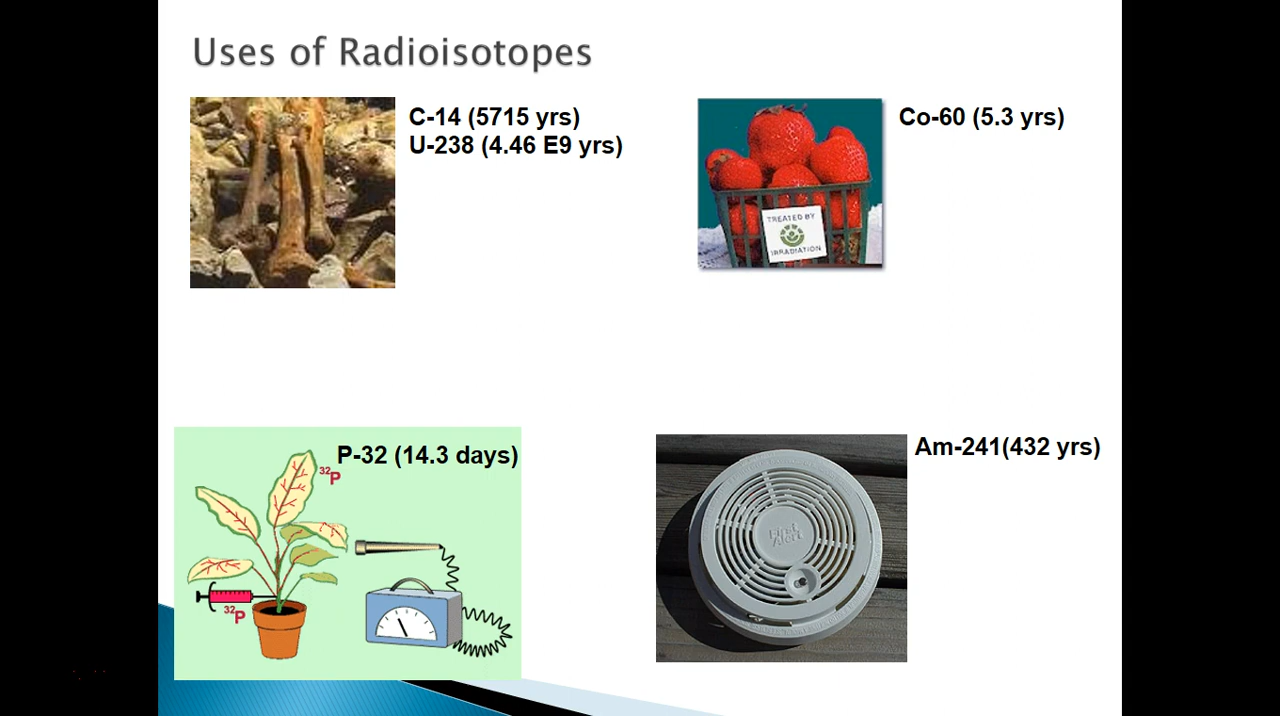 Uses of Radioisotopes
C-14 (5715 yrs)
U-238 (4.46 E9 yrs)
Co-60 (5.3 yrs)
TREATED BY
IRRADIATION
P-32 (14.3 days)
32P
32P
Am-241(432 yrs)
First
Alert